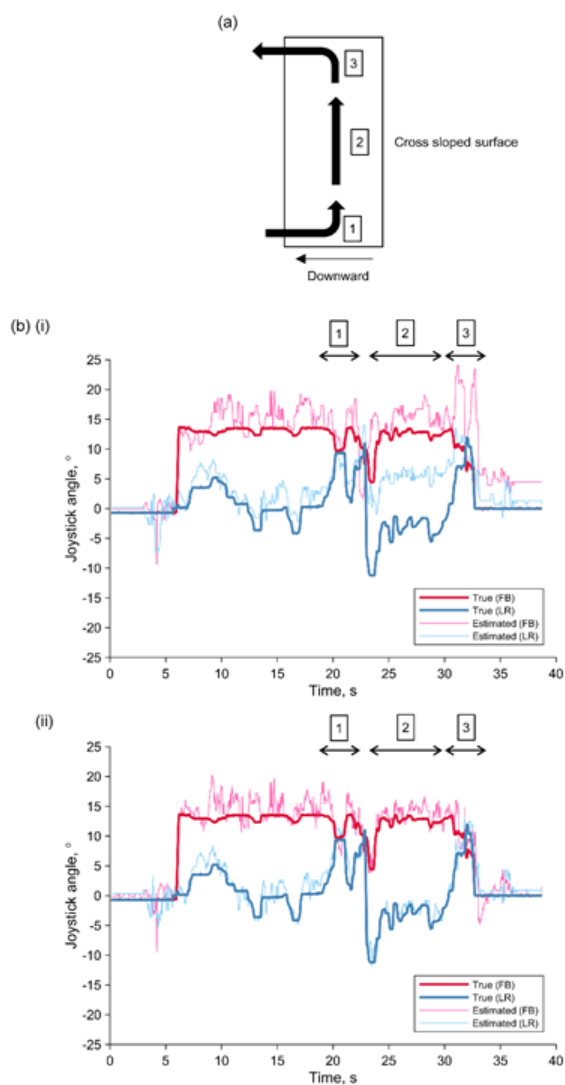 (a)
3
2
Cross sloped surface
1
Downward
(b) (i)
1
2
3
25
20
15
10
5
0
-5
-10
-15
-20
-25
Joystick angle, °
0
5
10
15
20
25
30
35
40
Time, s
True (FB)
True (LR)
Estimated (FB)
Estimated (LR)
(ii)
1
2
3
25
20
15
10
5
0
-5
-10
-15
-20
-25
Joystick angle, °
0
5
10
15
20
25
30
35
40
Time, s
True (FB)
True (LR)
Estimated (FB)
Estimated (LR)